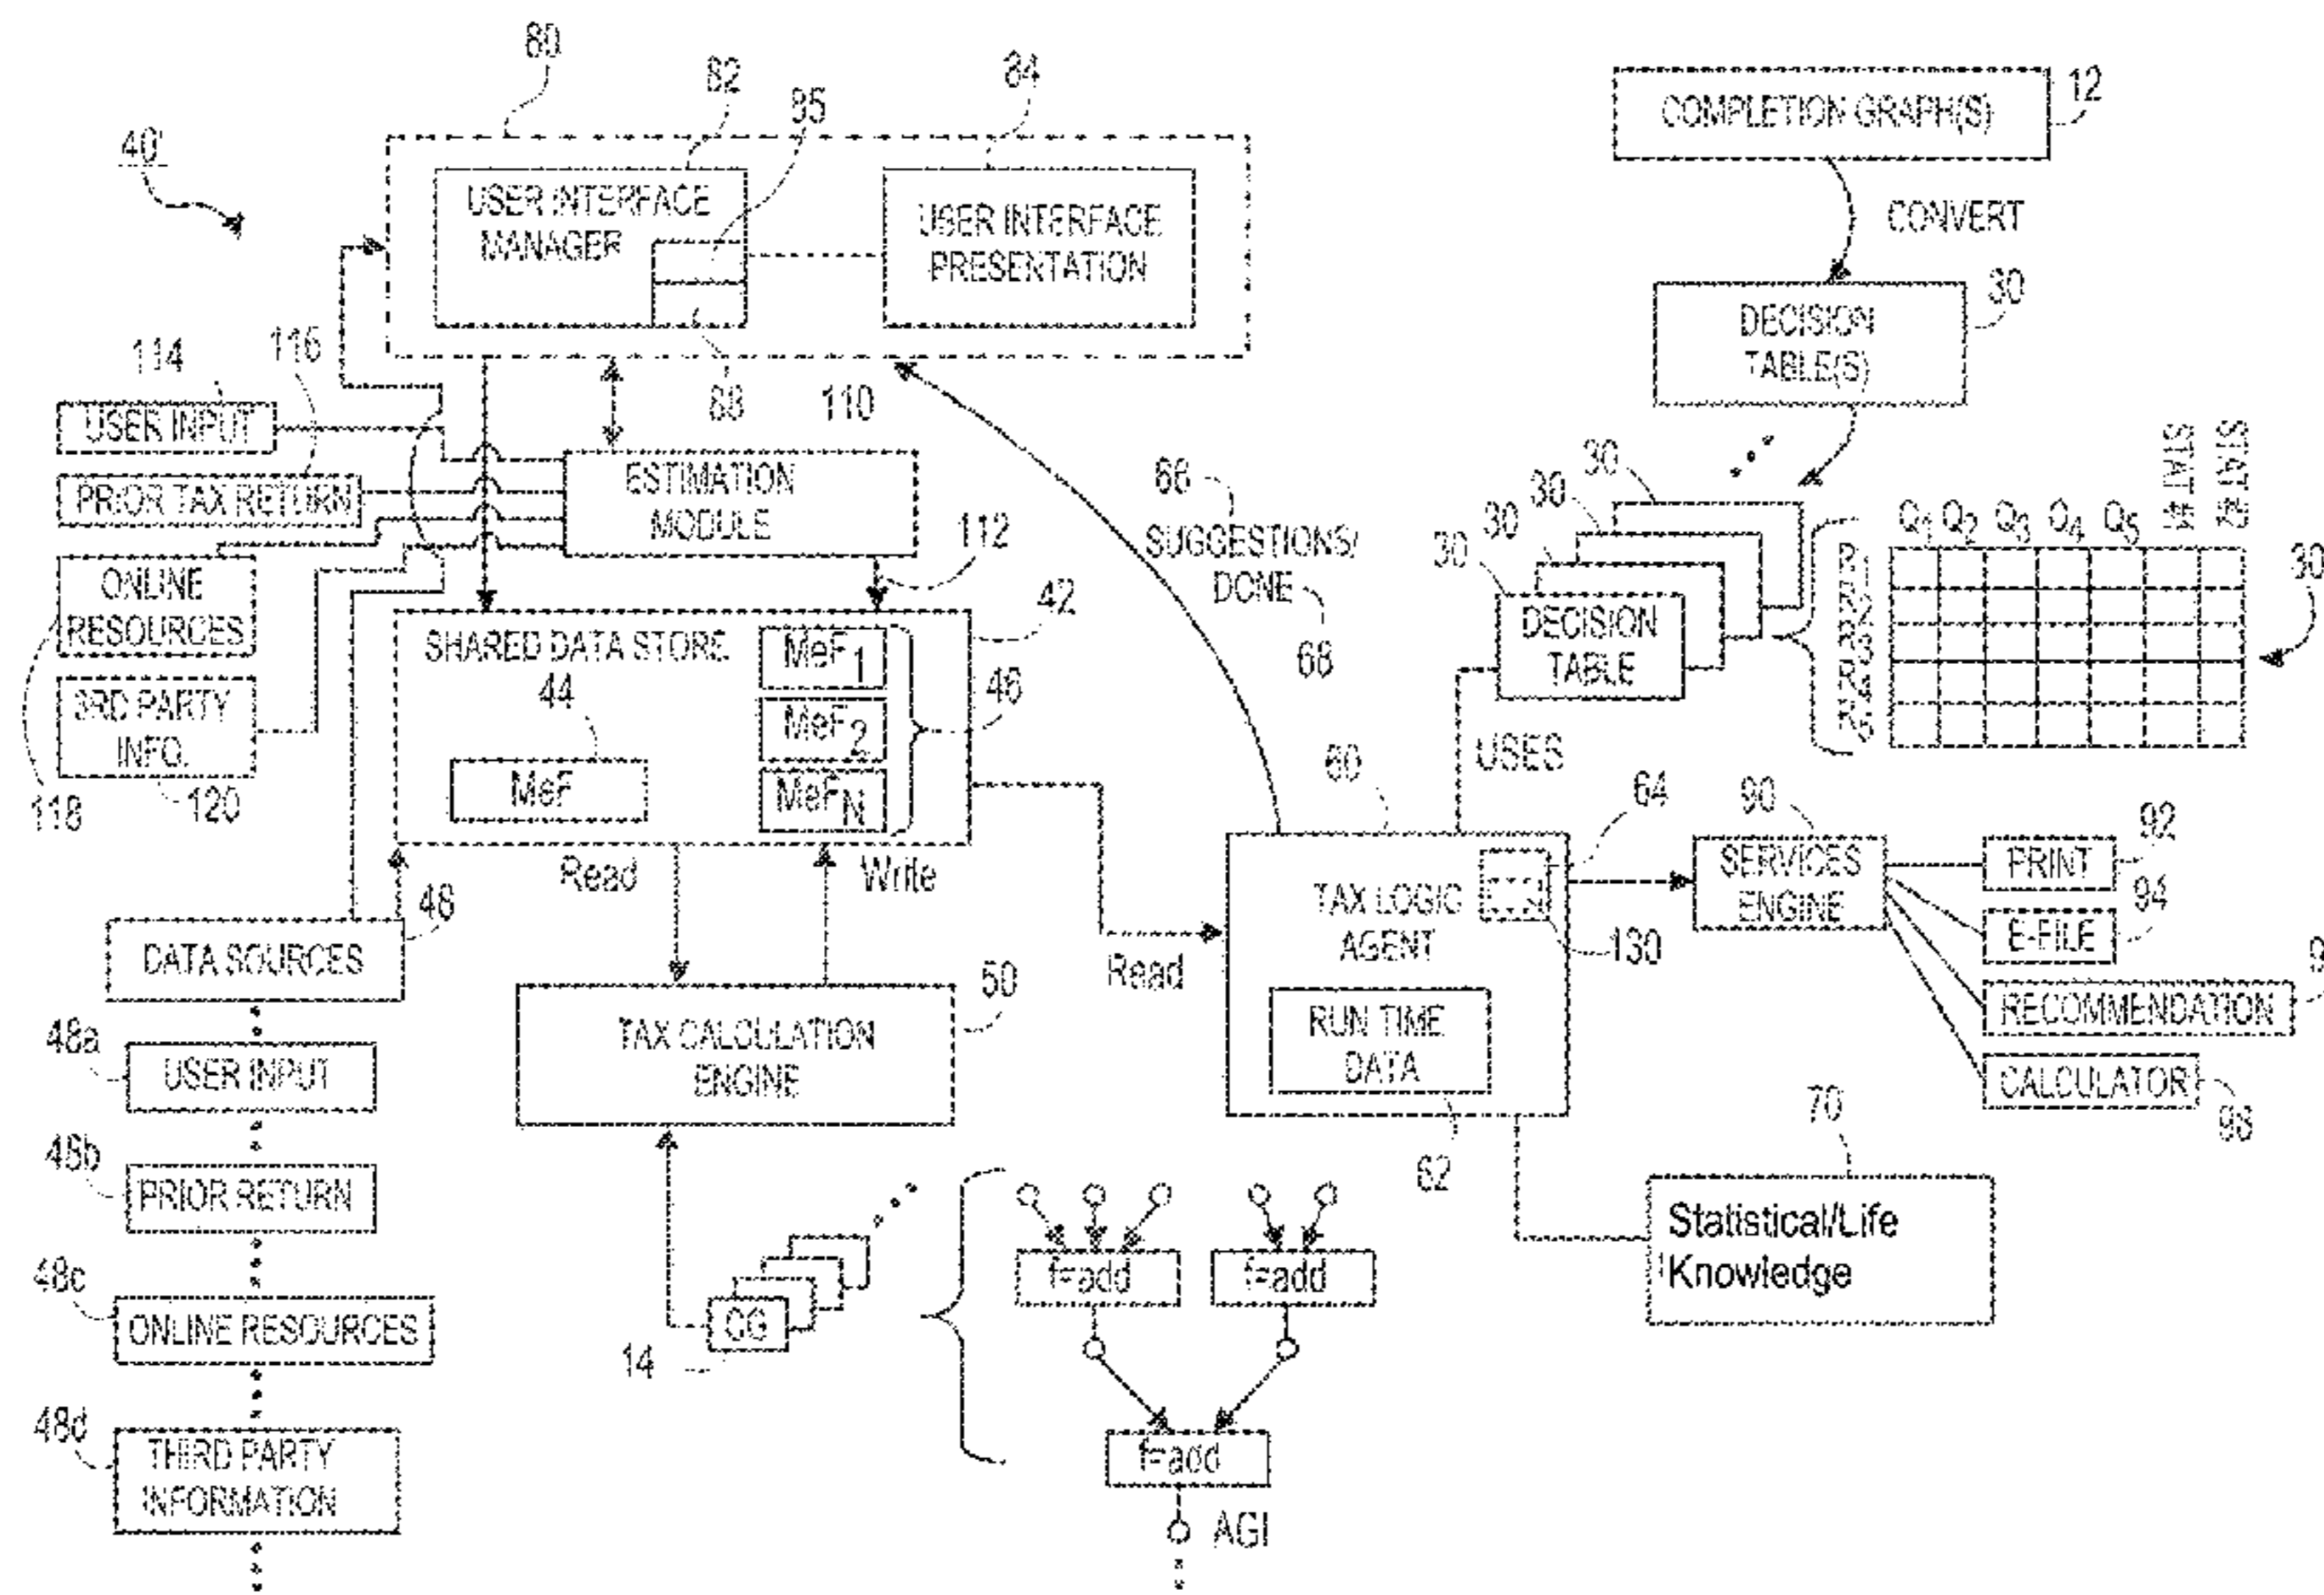 80
82
85
84
40'
USER INTERFACE
MANAGER
USER INTERFACE
PRESENTATION
COMPLETION GRAPH(S)
12
CONVERT
DECISION
TABLE(S)
30
114
116
88
110
USER INPUT
PRIOR TAX RETURN
ESTIMATION
MODULE
112
ONLINE
RESOURCES
3RD PARTY
INFO.
118
120
66
SUGGESTIONS/
DONE
68
30
30
30
30
DECISION
TABLE
USES
Q1 Q2 Q3 Q4 Q5 STAT #1 STAT #2
R1
R2
R3
R4
R5
30
SHARED DATA STORE
42
44
MeF
MeF1
MeF2
MeFN
46
Read
Write
Read
48
DATA SOURCES
48a
USER INPUT
48b
PRIOR RETURN
48c
ONLINE RESOURCES
48d
THIRD PARTY
INFORMATION
TAX CALCULATION
ENGINE
50
CG
14
f=add
f=add
f=add
AGI
60
64
TAX LOGIC
AGENT
130
RUN TIME
DATA
62
90
SERVICES
ENGINE
PRINT
92
E-FILE
94
RECOMMENDATION
CALCULATOR
98
70
Statistical/Life
Knowledge